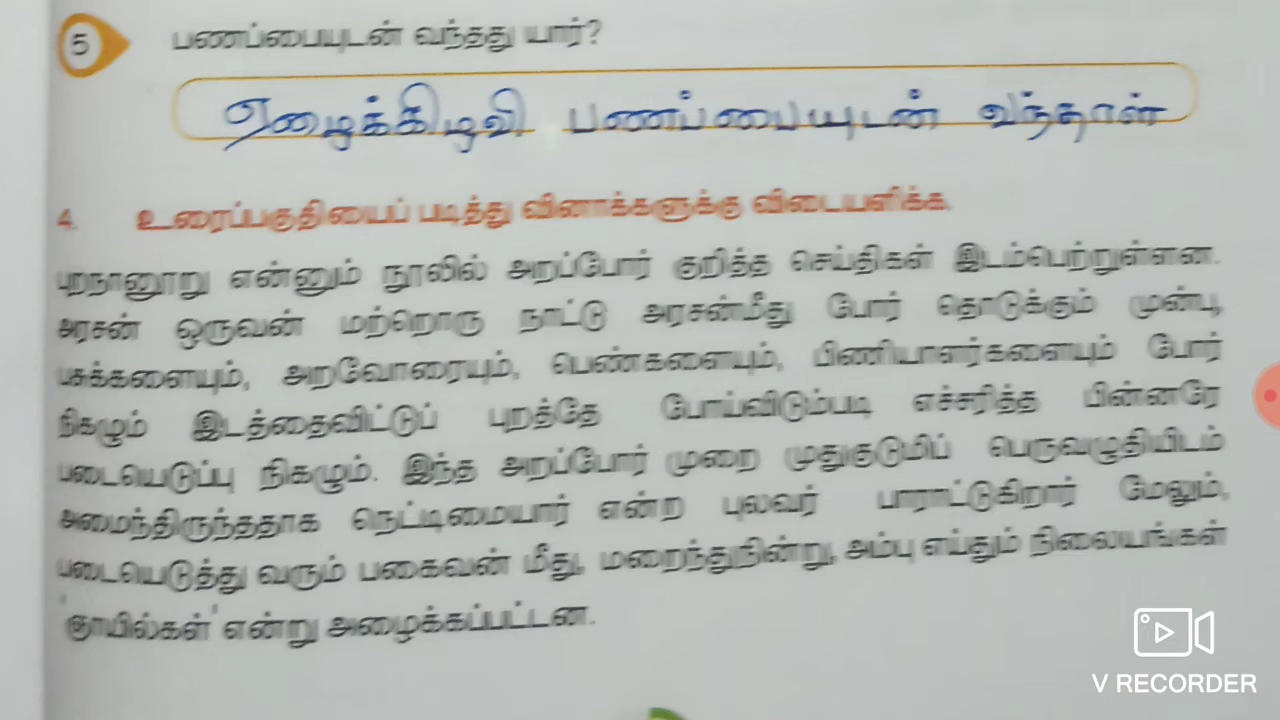 5 பணப்பையுடன் வந்தது யார்?
ஏழைக்கிழவி பணப்பையுடன் வந்தாள்
4. உரைப்பகுதியைப் படித்து வினாக்களுக்கு விடையளிக்க.
புறநானூறு என்னும் நூலில் அறப்போர் குறித்த செய்திகள் இடம்பெற்றுள்ளன.
அரசன் ஒருவன் மற்றொரு நாட்டு அரசன்மீது போர் தொடுக்கும் முன்பு,
பசுக்களையும், அறவோரையும், பெண்களையும், பிணியாளர்களையும் போர்
நிகழும் இடத்தைவிட்டுப் புறத்தே போய்விடும்படி எச்சரித்த பின்னரே
படையெடுப்பு நிகழும். இந்த அறப்போர் முறை முதுகுடுமிப் பெருவழுதியிடம்
அமைந்திருந்ததாக நெட்டிமையார் என்ற புலவர் பாராட்டுகிறார் மேலும்,
படையெடுத்து வரும் பகைவன் மீது, மறைந்துநின்று, அம்பு எய்தும் நிலையங்கள்
'ஞாயில்கள்' என்று அழைக்கப்பட்டன.
V RECORDER